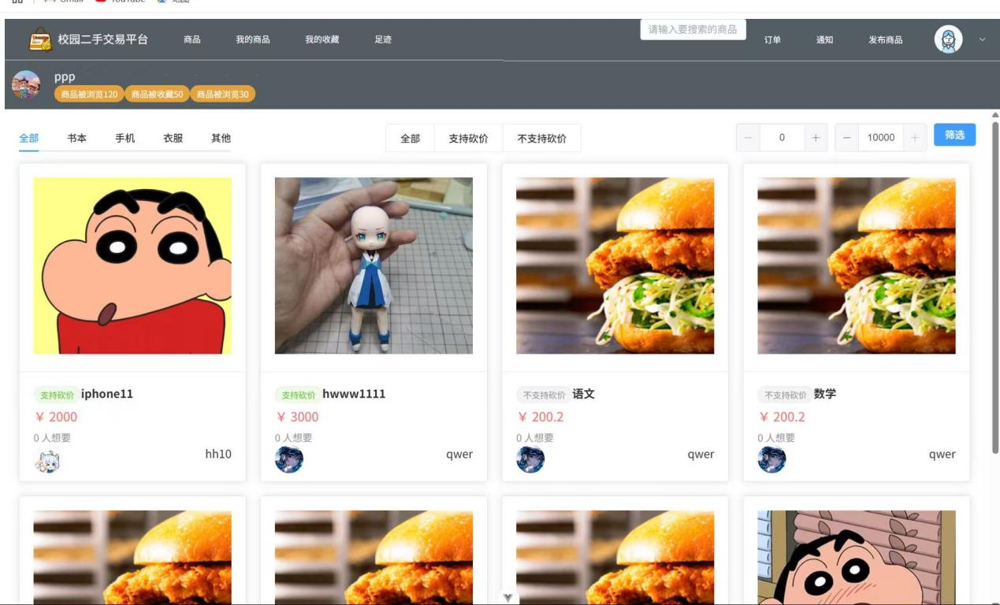 Gmail YouTube 地图
校园二手交易平台 商品 我的商品 我的收藏 足迹 请输入要搜索的商品 订单 通知 发布商品
ppp
商品被浏览120 商品被收藏50 商品被浏览30
全部 书本 手机 衣服 其他 全部 支持砍价 不支持砍价 － 0 ＋ － 10000 ＋ 筛选
支持砍价 iphone11 支持砍价 hwww1111 不支持砍价 语文 不支持砍价 数学
￥ 2000 ￥ 3000 ￥ 200.2 ￥ 200.2
0 人想要 0 人想要 0 人想要 0 人想要
hh10 qwer qwer qwer